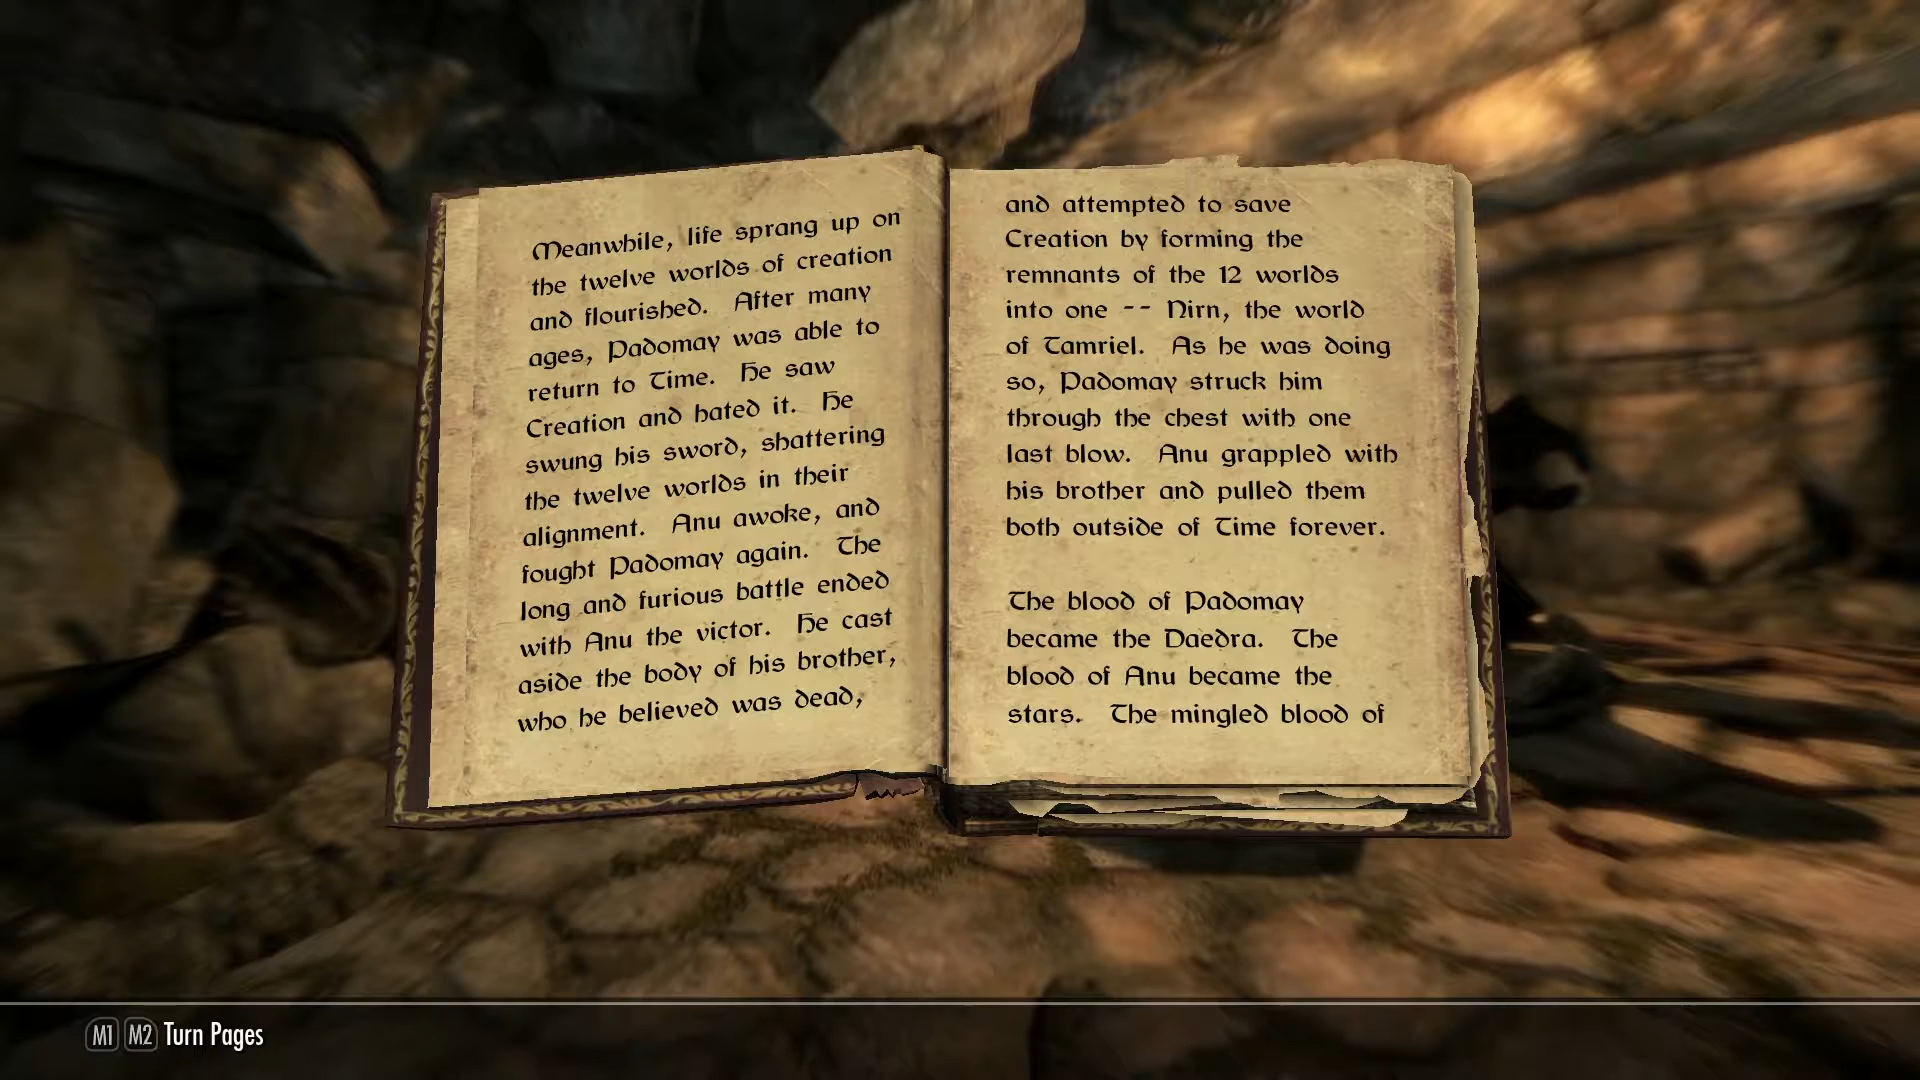 Meanwhile, life sprang up on
the twelve worlds of creation
and flourished.  After many
ages, Padomay was able to
return to Time.  He saw
Creation and hated it.  He
swung his sword, shattering
the twelve worlds in their
alignment.  Anu awoke, and
fought Padomay again.  The
long and furious battle ended
with Anu the victor.  He cast
aside the body of his brother,
who he believed was dead,
and attempted to save
Creation by forming the
remnants of the 12 worlds
into one -- Nirn, the world
of Tamriel.  As he was doing
so, Padomay struck him
through the chest with one
last blow.  Anu grappled with
his brother and pulled them
both outside of Time forever.
The blood of Padomay
became the Daedra.  The
blood of Anu became the
stars.  The mingled blood of
M1 M2 Turn Pages